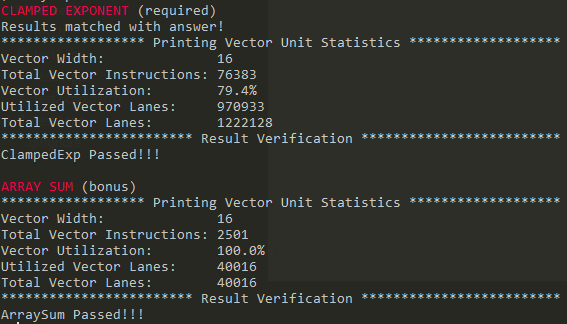 CLAMPED EXPONENT (required)
Results matched with answer!
****************** Printing Vector Unit Statistics *******************
Vector Width:              16
Total Vector Instructions: 76383
Vector Utilization:        79.4%
Utilized Vector Lanes:     970933
Total Vector Lanes:        1222128
************************ Result Verification *************************
ClampedExp Passed!!!
ARRAY SUM (bonus)
****************** Printing Vector Unit Statistics *******************
Vector Width:              16
Total Vector Instructions: 2501
Vector Utilization:        100.0%
Utilized Vector Lanes:     40016
Total Vector Lanes:        40016
************************ Result Verification *************************
ArraySum Passed!!!